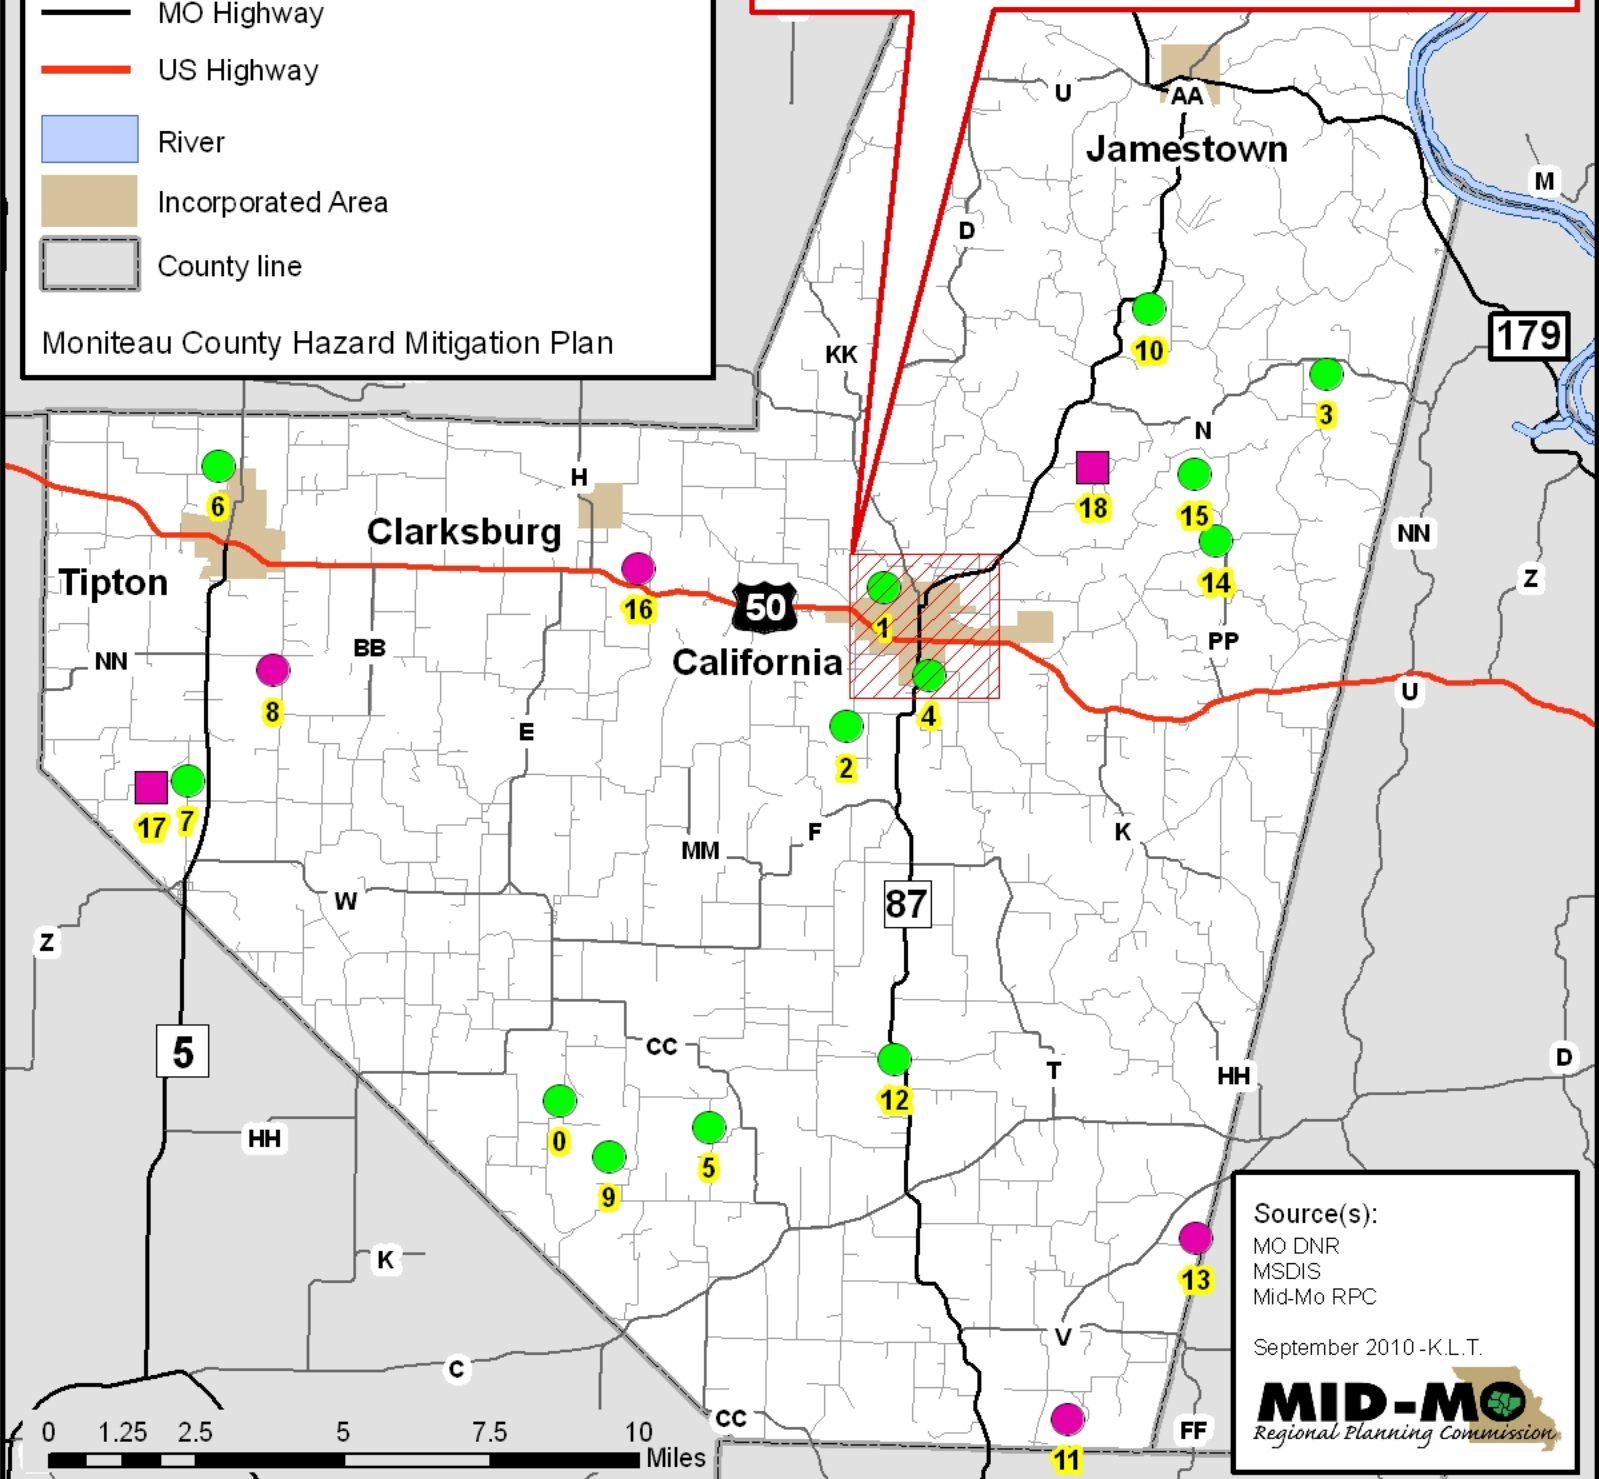 MO Highway
US Highway
River
Incorporated Area
County line
Moniteau County Hazard Mitigation Plan
U
AA
Jamestown
M
D
179
KK
10
3
N
H
6
18
15
NN
Clarksburg
Tipton
14
Z
16
50
1
PP
BB
NN
California
U
8
4
E
2
17
7
F
K
MM
W
87
Z
5
CC
T
D
HH
12
HH
0
5
9
Source(s):
MO DNR
MSDIS
Mid-Mo RPC
September 2010 -K.L.T.
K
13
V
C
MID-MO
Regional Planning Commission
CC
FF
0 1.25 2.5 5 7.5 10
Miles
11